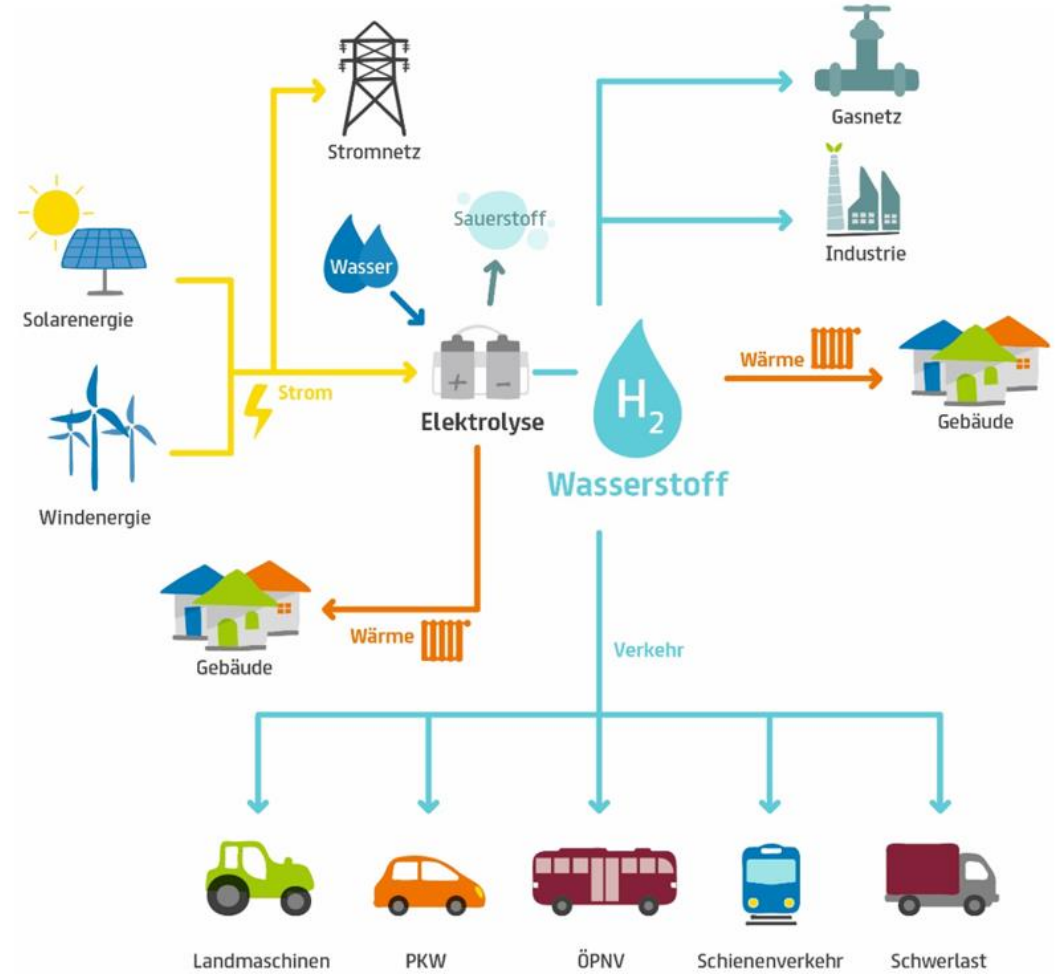 Stromnetz
Gasnetz
Sauerstoff
Wasser
Industrie
Solarenergie
Strom
Wärme
+ -
Elektrolyse
H2
Gebäude
Wasserstoff
Windenergie
Wärme
Gebäude
Verkehr
Landmaschinen
PKW
ÖPNV
Schienenverkehr
Schwerlast